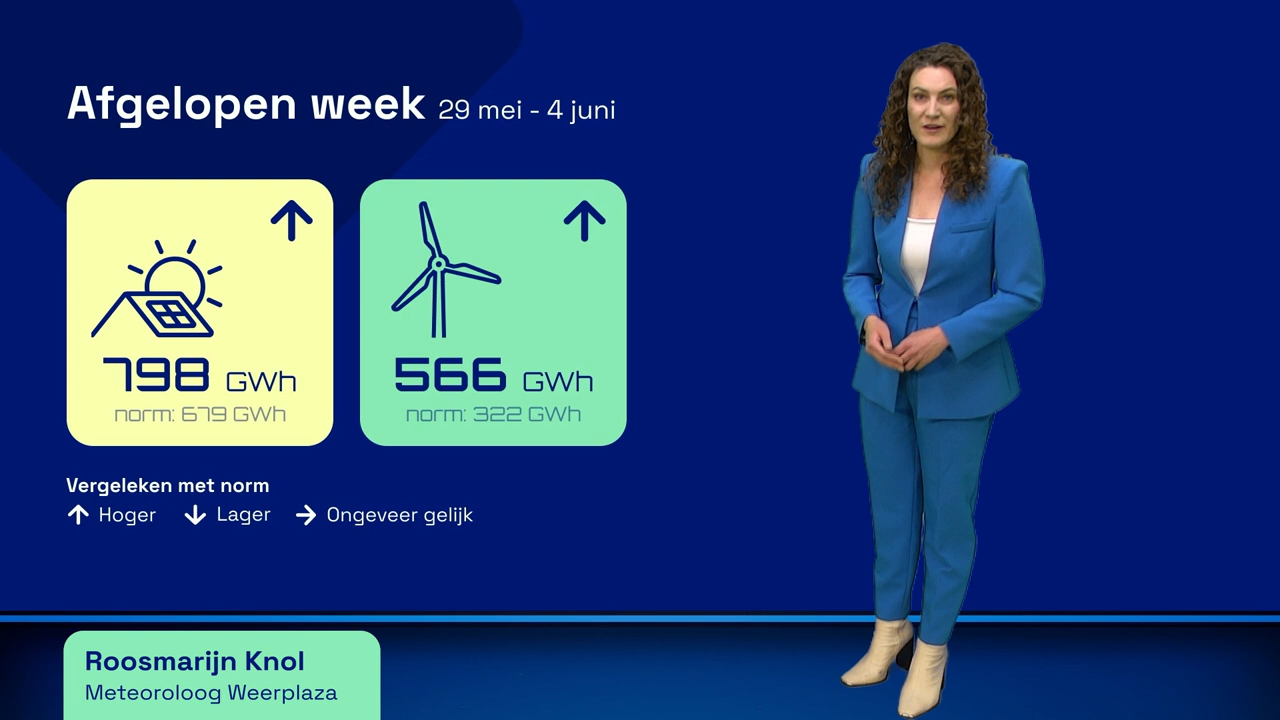 Afgelopen week 29 mei - 4 juni
798 GWh
norm: 679 GWh
566 GWh
norm: 322 GWh
Vergeleken met norm
Hoger Lager Ongeveer gelijk
Roosmarijn Knol
Meteoroloog Weerplaza